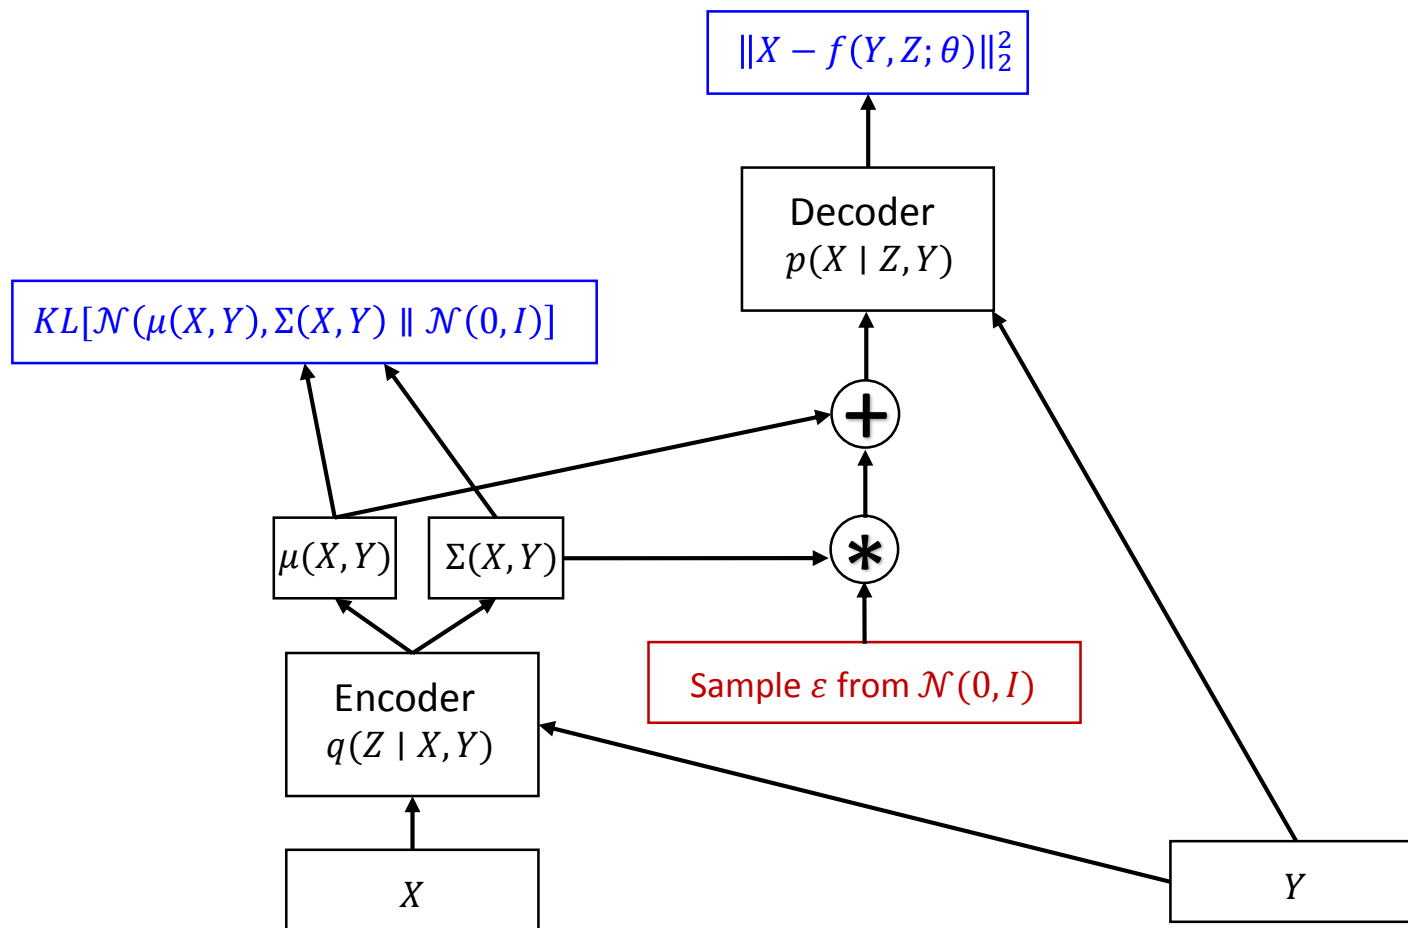 ‖X − f(Y, Z; θ)‖₂²
Decoder
p(X | Z, Y)
KL[𝒩(μ(X, Y), Σ(X, Y) ∥ 𝒩(0, I)]
+
μ(X, Y)
Σ(X, Y)
*
Sample ε from 𝒩(0, I)
Encoder
q(Z | X, Y)
X
Y